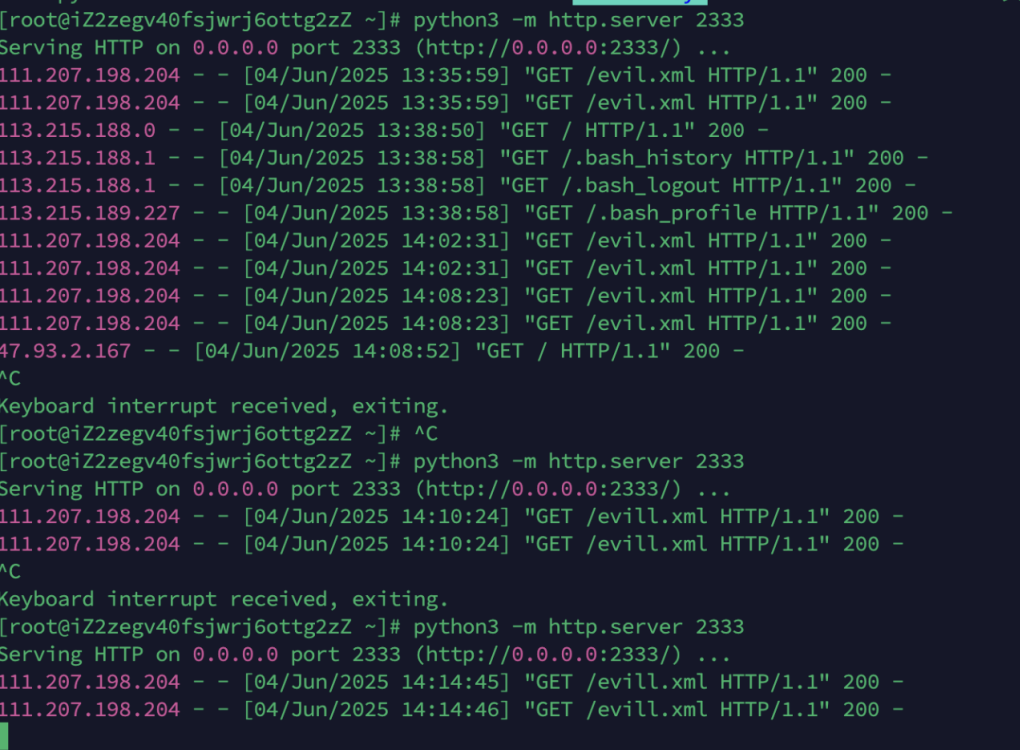 [root@iZ2zegv40fsjwrj6ottg2zZ ~]# python3 -m http.server 2333
Serving HTTP on 0.0.0.0 port 2333 (http://0.0.0.0:2333/) ...
111.207.198.204 - - [04/Jun/2025 13:35:59] "GET /evil.xml HTTP/1.1" 200 -
111.207.198.204 - - [04/Jun/2025 13:35:59] "GET /evil.xml HTTP/1.1" 200 -
113.215.188.0 - - [04/Jun/2025 13:38:50] "GET / HTTP/1.1" 200 -
113.215.188.1 - - [04/Jun/2025 13:38:58] "GET /.bash_history HTTP/1.1" 200 -
113.215.188.1 - - [04/Jun/2025 13:38:58] "GET /.bash_logout HTTP/1.1" 200 -
113.215.189.227 - - [04/Jun/2025 13:38:58] "GET /.bash_profile HTTP/1.1" 200 -
111.207.198.204 - - [04/Jun/2025 14:02:31] "GET /evil.xml HTTP/1.1" 200 -
111.207.198.204 - - [04/Jun/2025 14:02:31] "GET /evil.xml HTTP/1.1" 200 -
111.207.198.204 - - [04/Jun/2025 14:08:23] "GET /evil.xml HTTP/1.1" 200 -
111.207.198.204 - - [04/Jun/2025 14:08:23] "GET /evil.xml HTTP/1.1" 200 -
47.93.2.167 - - [04/Jun/2025 14:08:52] "GET / HTTP/1.1" 200 -
^C
Keyboard interrupt received, exiting.
[root@iZ2zegv40fsjwrj6ottg2zZ ~]# ^C
[root@iZ2zegv40fsjwrj6ottg2zZ ~]# python3 -m http.server 2333
Serving HTTP on 0.0.0.0 port 2333 (http://0.0.0.0:2333/) ...
111.207.198.204 - - [04/Jun/2025 14:10:24] "GET /evill.xml HTTP/1.1" 200 -
111.207.198.204 - - [04/Jun/2025 14:10:24] "GET /evill.xml HTTP/1.1" 200 -
^C
Keyboard interrupt received, exiting.
[root@iZ2zegv40fsjwrj6ottg2zZ ~]# python3 -m http.server 2333
Serving HTTP on 0.0.0.0 port 2333 (http://0.0.0.0:2333/) ...
111.207.198.204 - - [04/Jun/2025 14:14:45] "GET /evill.xml HTTP/1.1" 200 -
111.207.198.204 - - [04/Jun/2025 14:14:46] "GET /evill.xml HTTP/1.1" 200 -